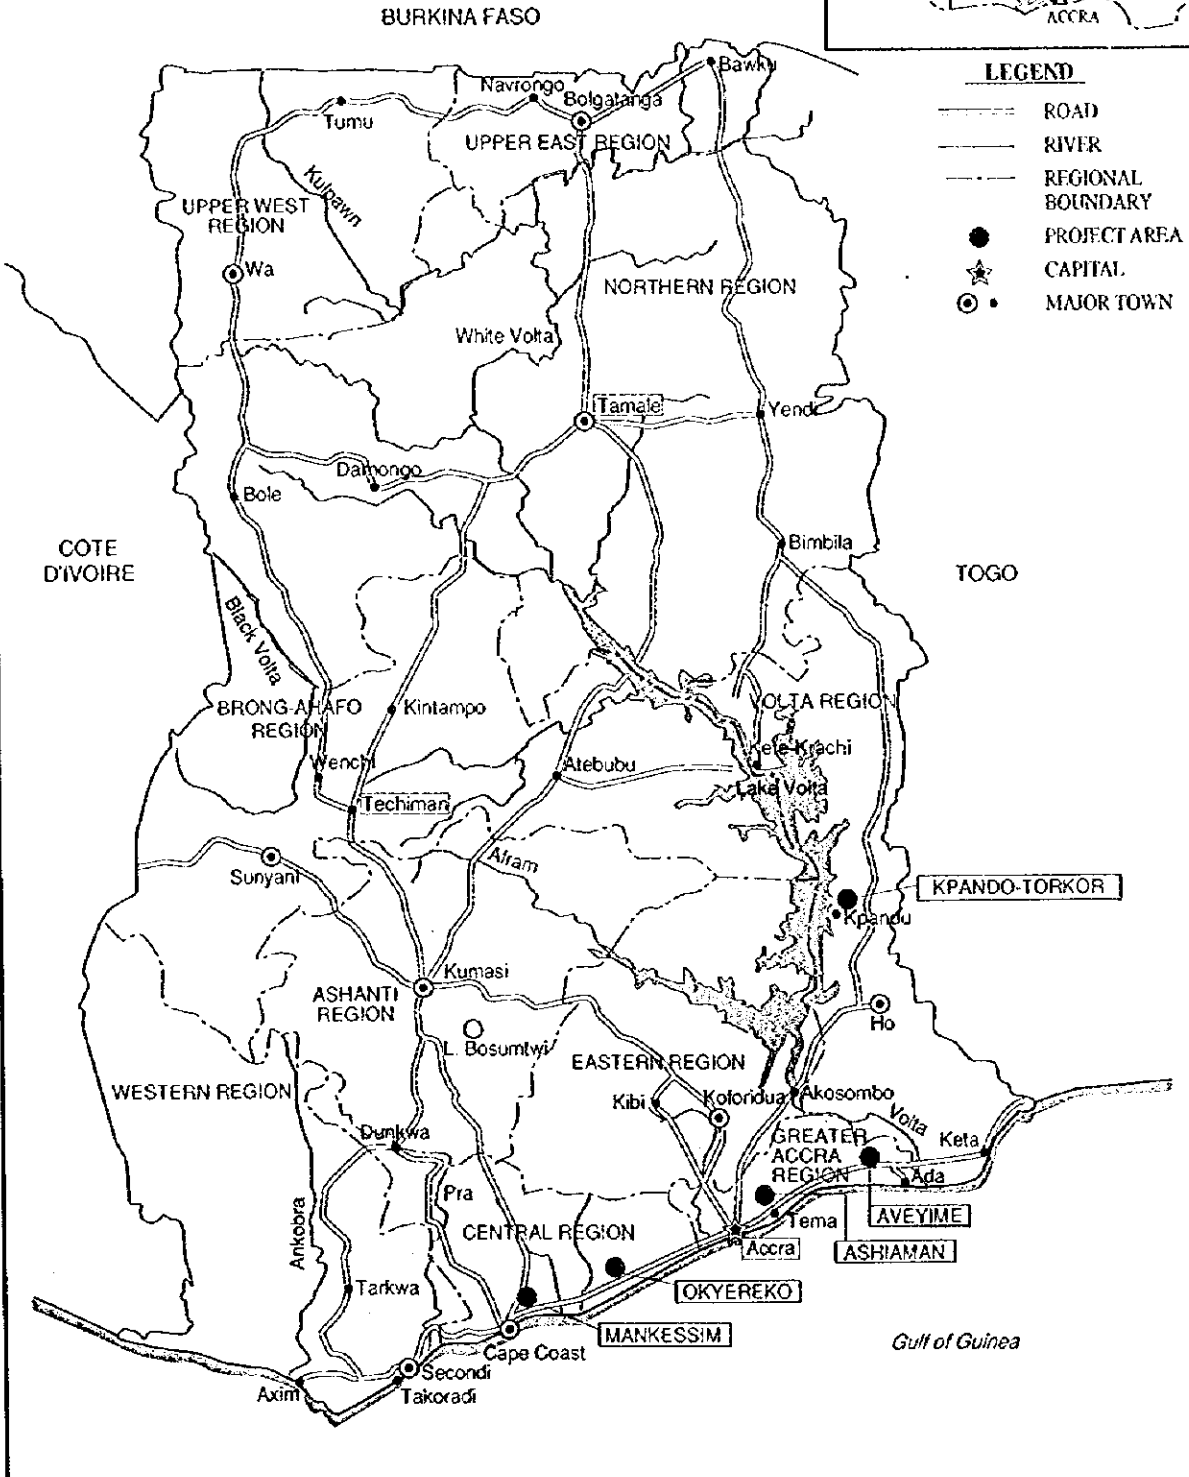 BURKINA FASO
ACCRA
LEGEND
ROAD
RIVER
REGIONAL
BOUNDARY
PROJECT AREA
CAPITAL
MAJOR TOWN
Bawku
Navrongo
Bolgatanga
Tumu
UPPER EAST REGION
Kulpawn
UPPER WEST
REGION
Wa
NORTHERN REGION
White Volta
Tamale
Yendi
Damongo
Bole
Bimbila
COTE
D'IVOIRE
TOGO
Black Volta
BRONG-AHAFO
REGION
Kintampo
VOLTA REGION
Wenchi
Kete-Krachi
Atebubu
Lake Volta
Techiman
Afram
Sunyani
KPANDO-TORKOR
Kpandu
Kumasi
ASHANTI
REGION
Ho
L. Bosumtwi
EASTERN REGION
WESTERN REGION
Kibi
Koforidua
Akosombo
Volta
Dunkwa
GREATER
ACCRA
REGION
Keta
Pra
Ada
Ankobra
CENTRAL REGION
Tema
AVEYIME
Accra
ASHIAMAN
Tarkwa
OKYEREKO
MANKESSIM
Cape Coast
Gulf of Guinea
Secondi
Axim
Takoradi